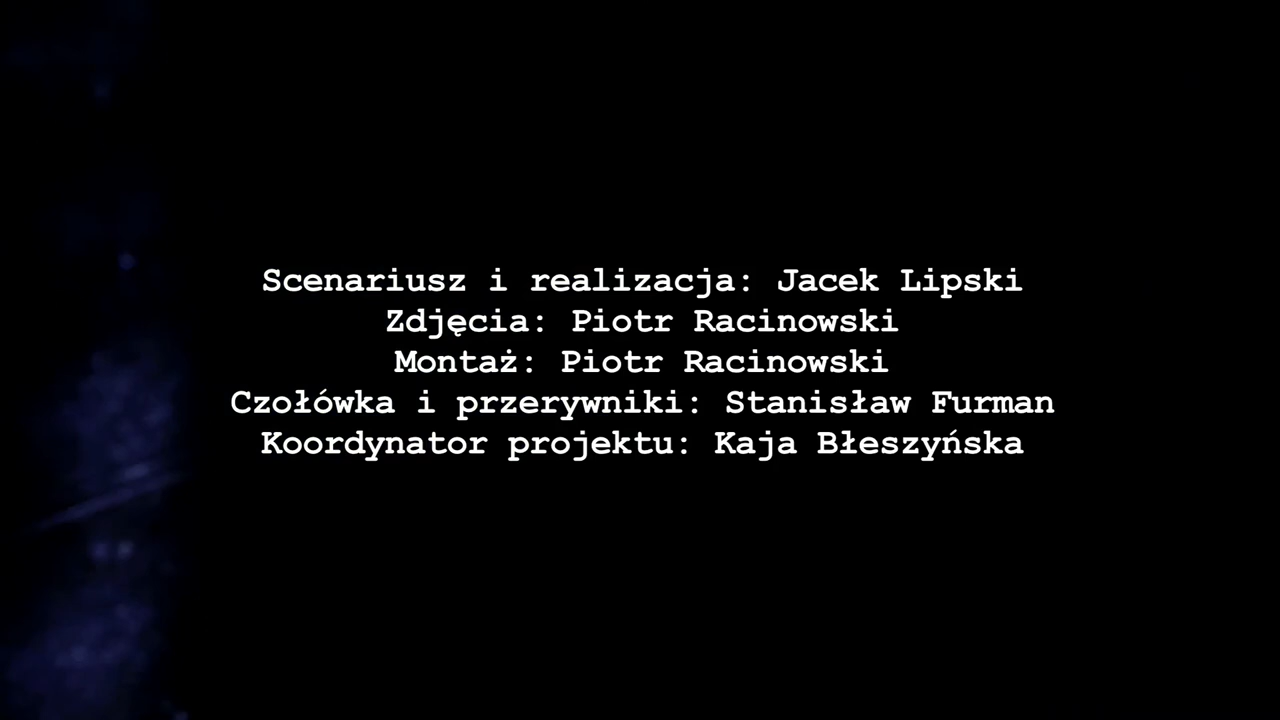 Scenariusz i realizacja: Jacek Lipski
Zdjęcia: Piotr Racinowski
Montaż: Piotr Racinowski
Czołówka i przerywniki: Stanisław Furman
Koordynator projektu: Kaja Błeszyńska